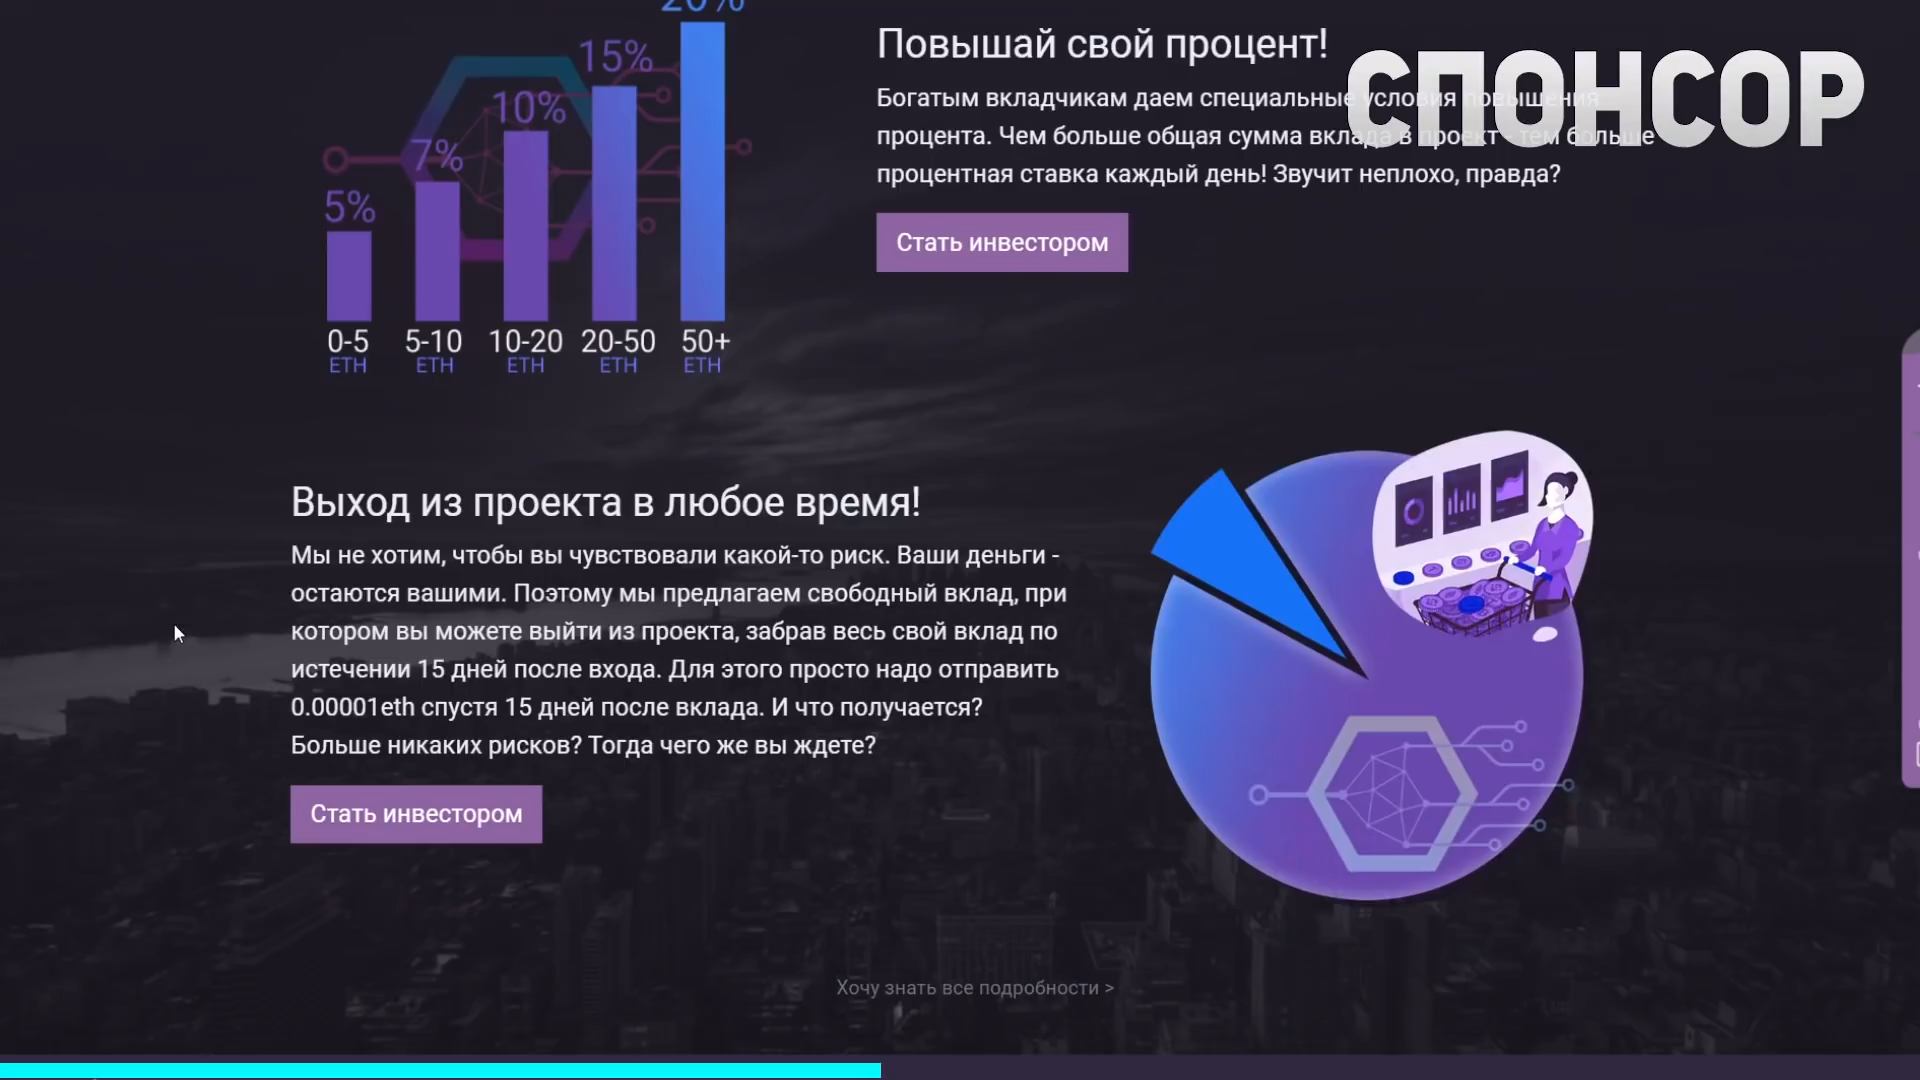 20%
15%
10%
7%
5%
0-5 5-10 10-20 20-50 50+
ETH ETH ETH ETH ETH
Повышай свой процент!
СПОНСОР
Богатым вкладчикам даем специальные условия повышения
процента. Чем больше общая сумма вклада в проект - тем больше
процентная ставка каждый день! Звучит неплохо, правда?
Стать инвестором
Выход из проекта в любое время!
Мы не хотим, чтобы вы чувствовали какой-то риск. Ваши деньги -
остаются вашими. Поэтому мы предлагаем свободный вклад, при
котором вы можете выйти из проекта, забрав весь свой вклад по
истечении 15 дней после входа. Для этого просто надо отправить
0.00001eth спустя 15 дней после вклада. И что получается?
Больше никаких рисков? Тогда чего же вы ждете?
Стать инвестором
Хочу знать все подробности >